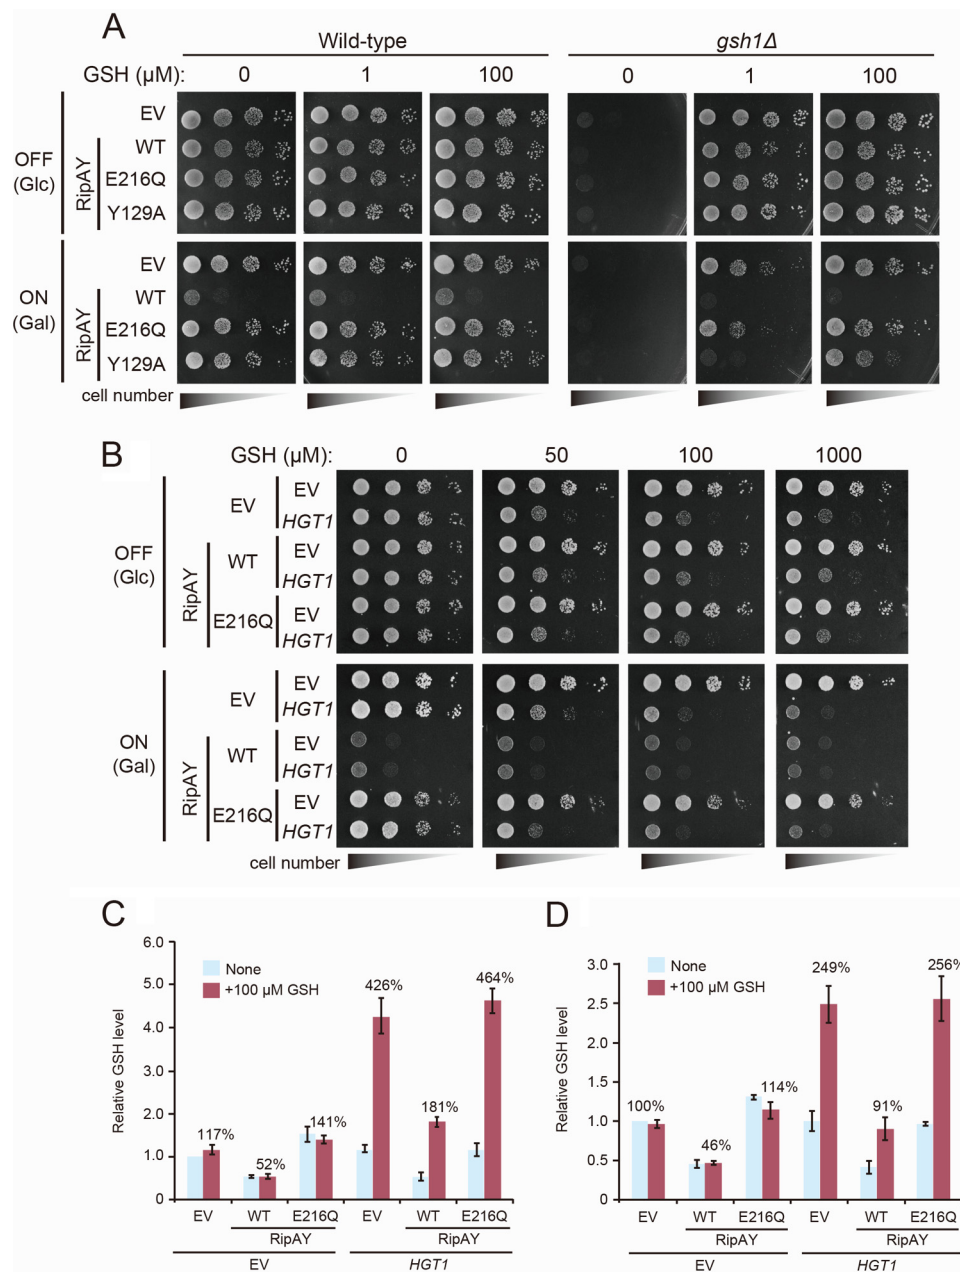 A
Wild-type gsh1Δ
GSH (µM): 0 1 100 0 1 100
OFF
(Glc)
RipAY
EV
WT
E216Q
Y129A
ON
(Gal)
RipAY
EV
WT
E216Q
Y129A
cell number
B
GSH (µM): 0 50 100 1000
OFF
(Glc)
RipAY
EV
WT
E216Q
EV
HGT1
EV
HGT1
EV
HGT1
ON
(Gal)
RipAY
EV
WT
E216Q
EV
HGT1
EV
HGT1
EV
HGT1
cell number
C
Relative GSH level
6.0
5.0
4.0
3.0
2.0
1.0
0
None
+100 µM GSH
117%
52%
141%
426%
181%
464%
EV WT E216Q EV WT E216Q
RipAY RipAY
EV HGT1
D
Relative GSH level
3.0
2.5
2.0
1.5
1.0
0.5
0
None
+100 µM GSH
100%
46%
114%
249%
91%
256%
EV WT E216Q EV WT E216Q
RipAY RipAY
EV HGT1